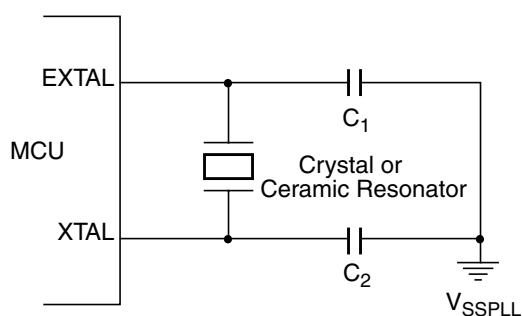 EXTAL
C1
MCU
Crystal or
Ceramic Resonator
XTAL
C2
VSSPLL